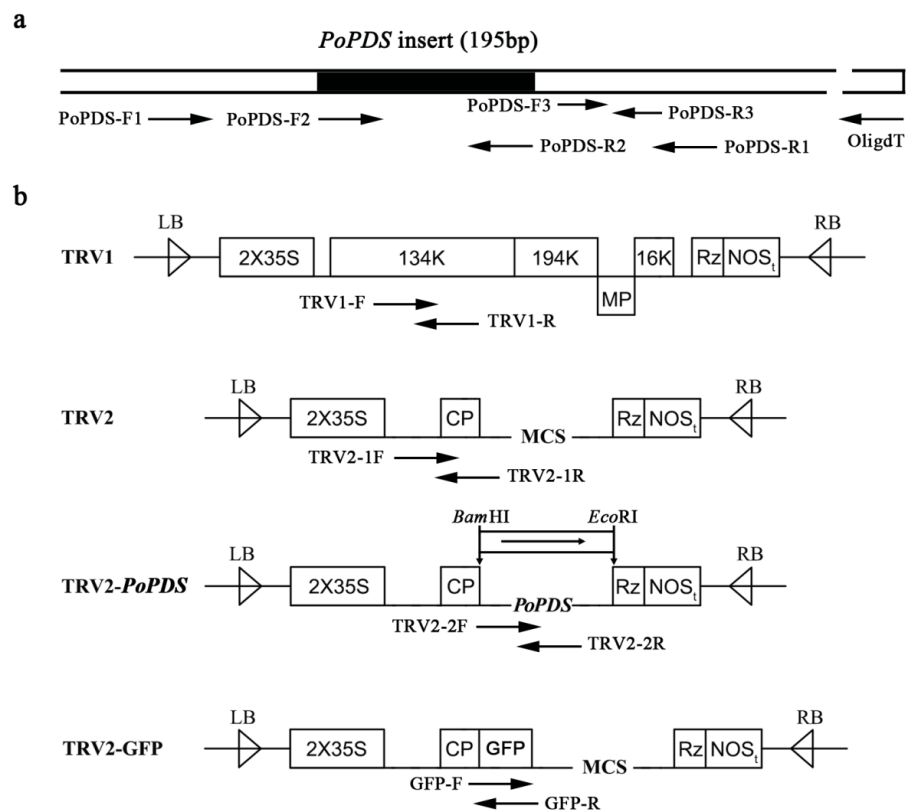 a
PoPDS insert (195bp)
PoPDS-F1
PoPDS-F2
PoPDS-F3
PoPDS-R3
PoPDS-R2
PoPDS-R1
OligdT
b
LB
RB
TRV1
2X35S
134K
194K
16K
Rz
NOSt
MP
TRV1-F
TRV1-R
LB
RB
TRV2
2X35S
CP
MCS
Rz
NOSt
TRV2-1F
TRV2-1R
BamHI
EcoRI
LB
RB
TRV2-PoPDS
2X35S
CP
PoPDS
Rz
NOSt
TRV2-2F
TRV2-2R
LB
RB
TRV2-GFP
2X35S
CP
GFP
MCS
Rz
NOSt
GFP-F
GFP-R